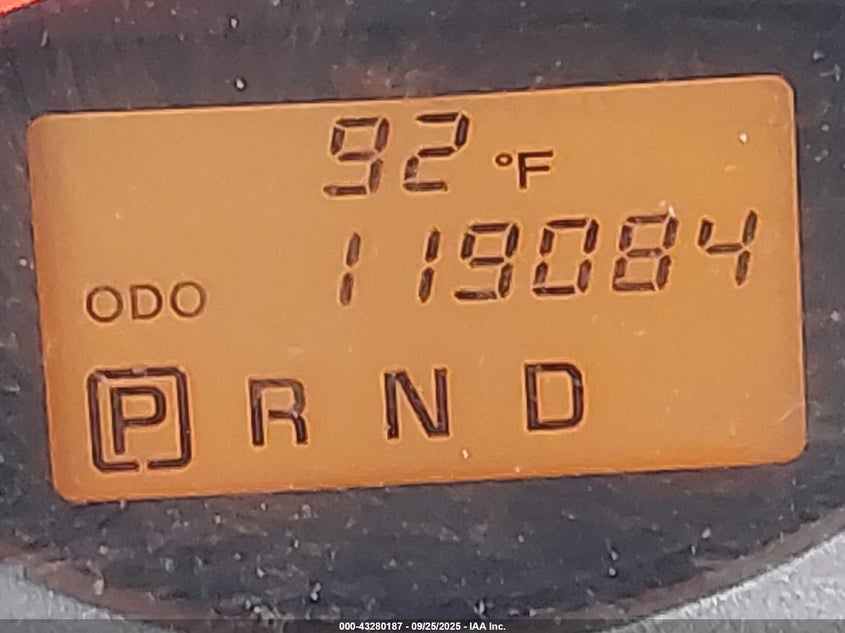 92 °F
ODO 119084
P R N D
000-43280187 - 09/25/2025 - IAA Inc.